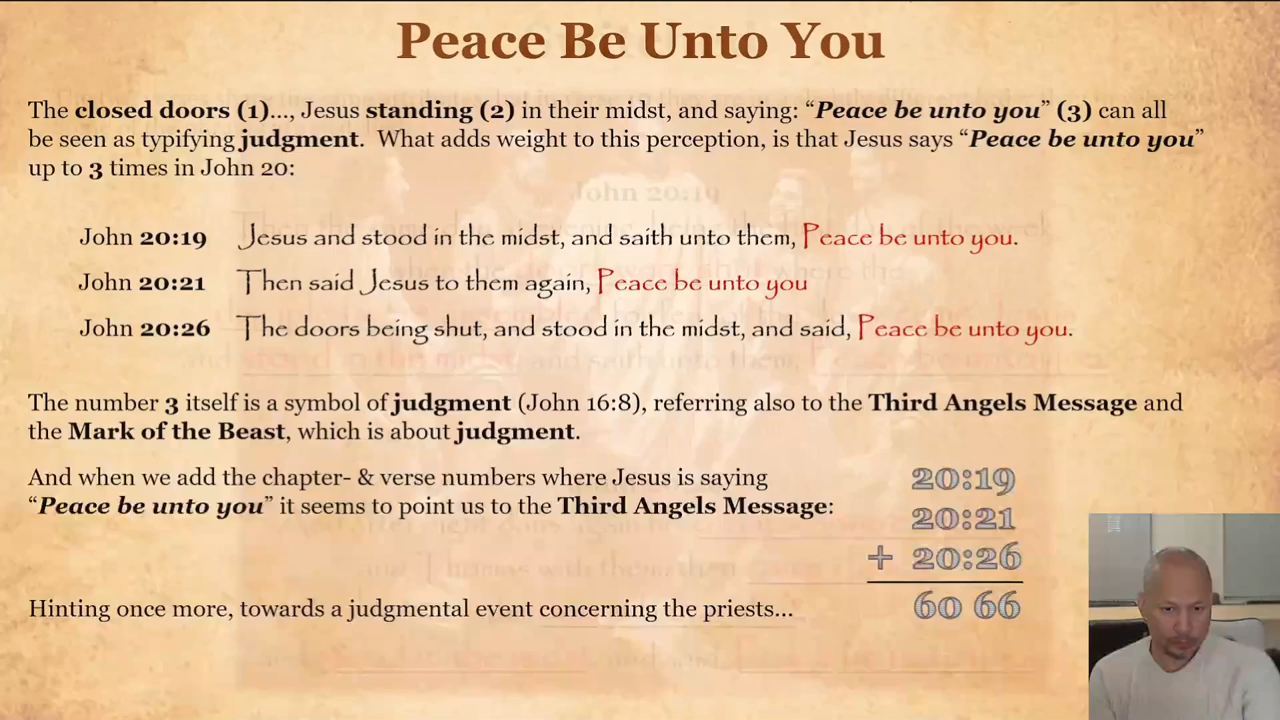 Peace Be Unto You
The closed doors (1)..., Jesus standing (2) in their midst, and saying: “Peace be unto you” (3) can all
be seen as typifying judgment. What adds weight to this perception, is that Jesus says “Peace be unto you”
up to 3 times in John 20:
John 20:19
John 20:19 Jesus and stood in the midst, and saith unto them, Peace be unto you.
John 20:21 Then said Jesus to them again, Peace be unto you
John 20:26 The doors being shut, and stood in the midst, and said, Peace be unto you.
The number 3 itself is a symbol of judgment (John 16:8), referring also to the Third Angels Message and
the Mark of the Beast, which is about judgment.
And when we add the chapter- & verse numbers where Jesus is saying
“Peace be unto you” it seems to point us to the Third Angels Message:
20:19
20:21
+ 20:26
60 66
Hinting once more, towards a judgmental event concerning the priests...